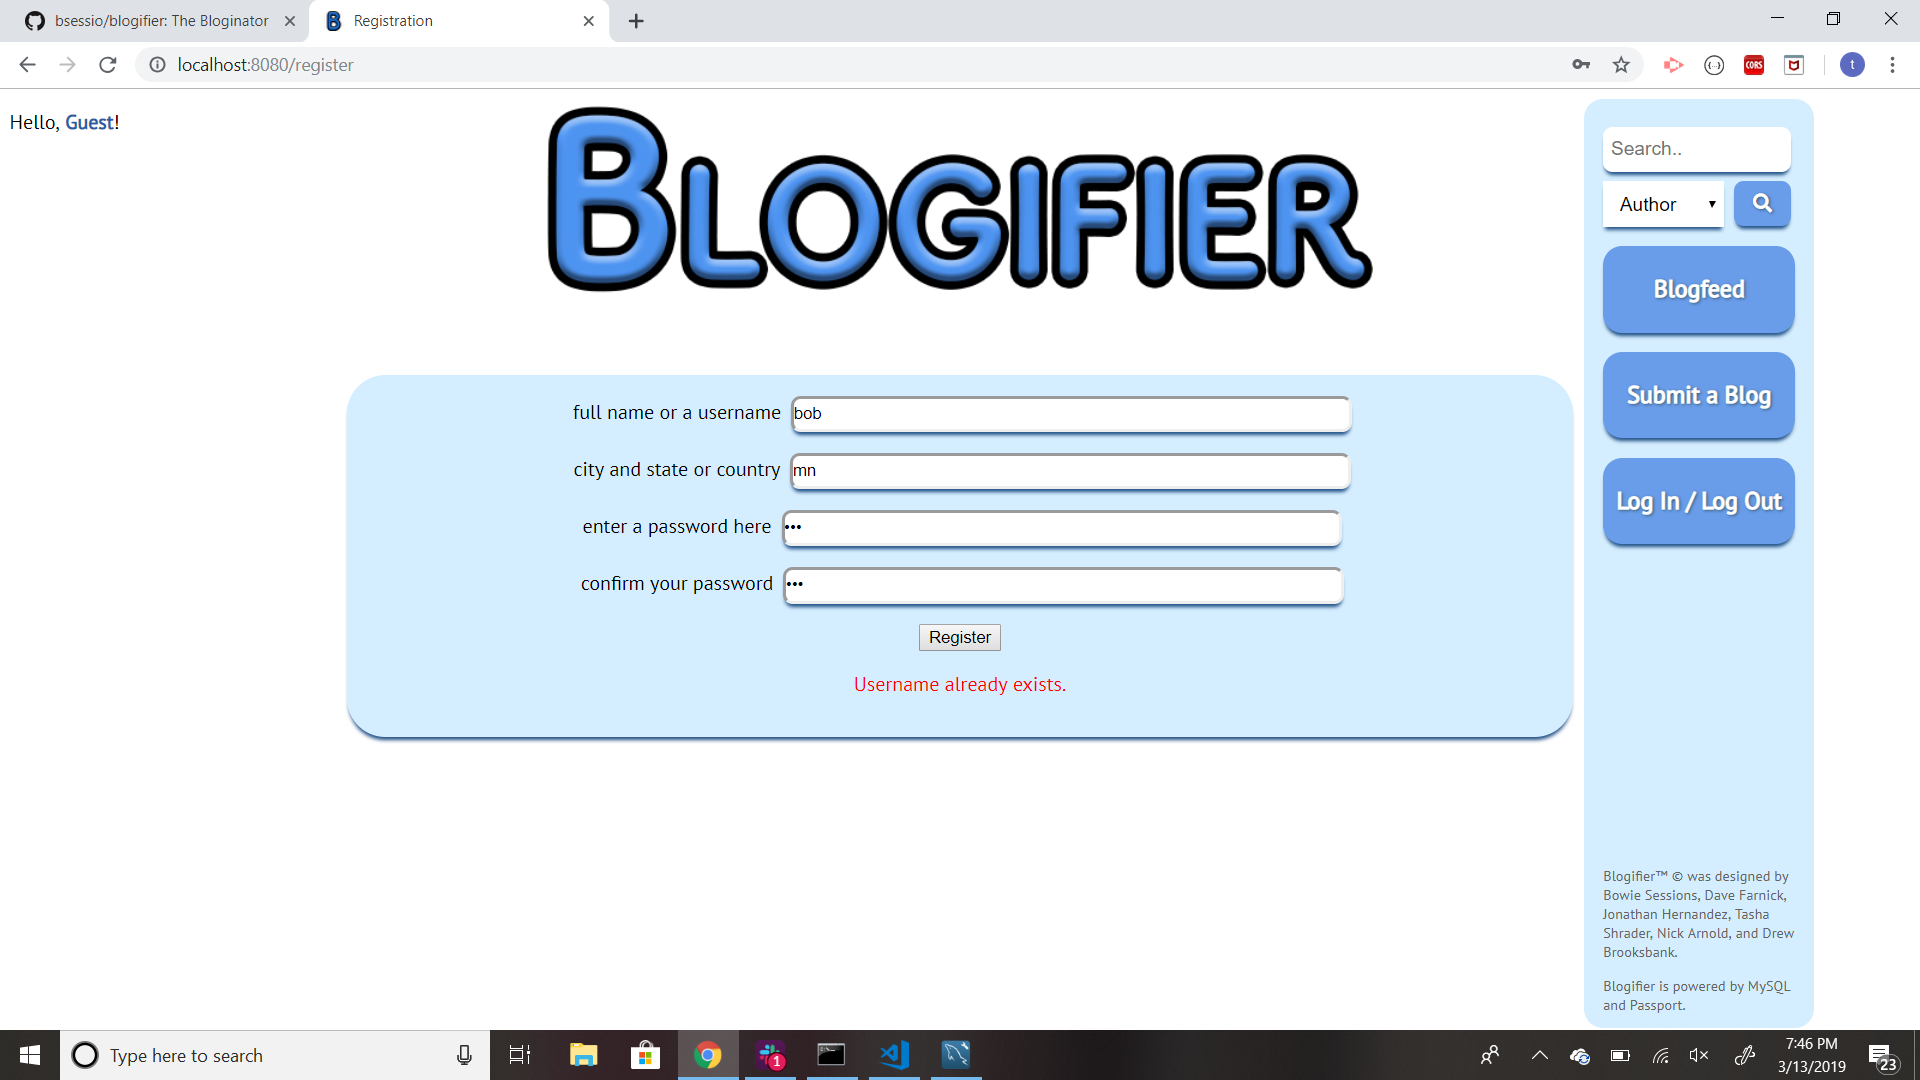 bsessio/blogifier: The Bloginator
Registration
localhost:8080/register
CORS
t
Hello, Guest!
BLOGIFIER
Search..
Author
Blogfeed
Submit a Blog
Log In / Log Out
full name or a username bob
city and state or country mn
enter a password here •••
confirm your password •••
Register
Username already exists.
Blogifier™ © was designed by
Bowie Sessions, Dave Farnick,
Jonathan Hernandez, Tasha
Shrader, Nick Arnold, and Drew
Brooksbank.
Blogifier is powered by MySQL
and Passport.
Type here to search
1
7:46 PM
3/13/2019
23